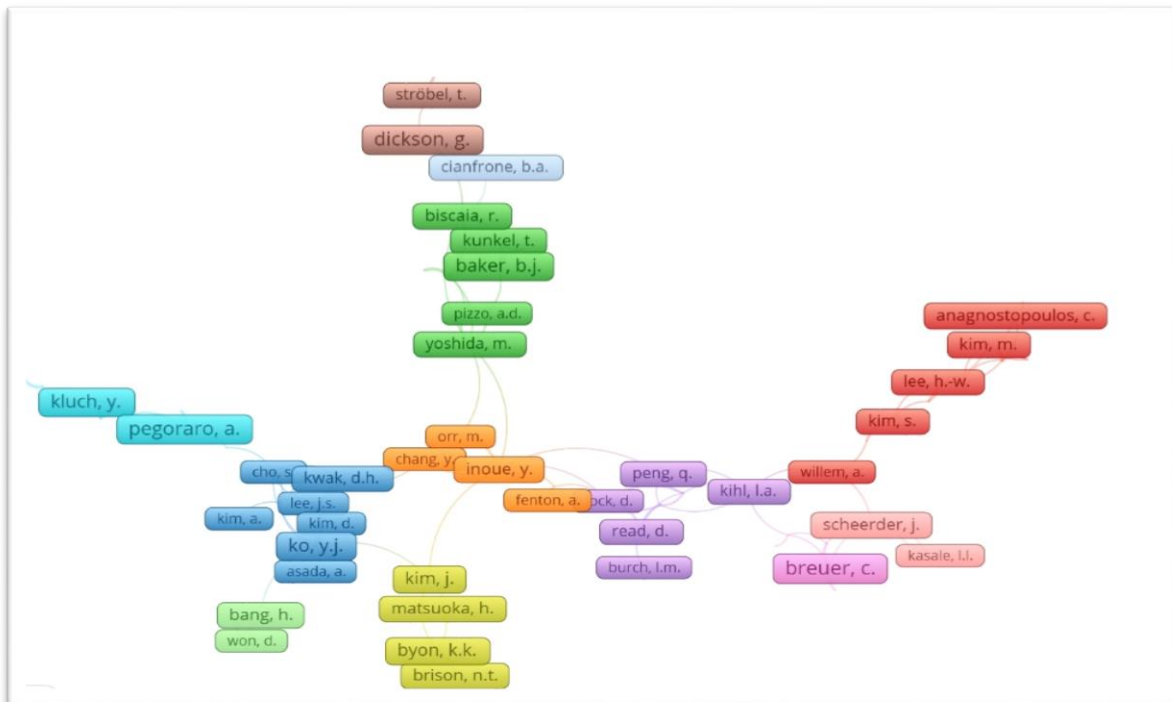 ströbel, t.
dickson, g.
cianfrone, b.a.
biscaia, r.
kunkel, t.
baker, b.j.
pizzo, a.d.
yoshida, m.
anagnostopoulos, c.
kim, m.
lee, h.-w.
kim, s.
kluch, y.
pegoraro, a.
orr, m.
chang, y.
inoue, y.
cho, s
kwak, d.h.
lee, j.s.
kim, a.
kim, d.
ko, y.j.
asada, a.
fenton, a.
ock, d.
peng, q.
kihl, l.a.
willem, a.
read, d.
burch, l.m.
scheerder, j.
kasale, l.l.
breuer, c.
bang, h.
won, d.
kim, j.
matsuoka, h.
byon, k.k.
brison, n.t.